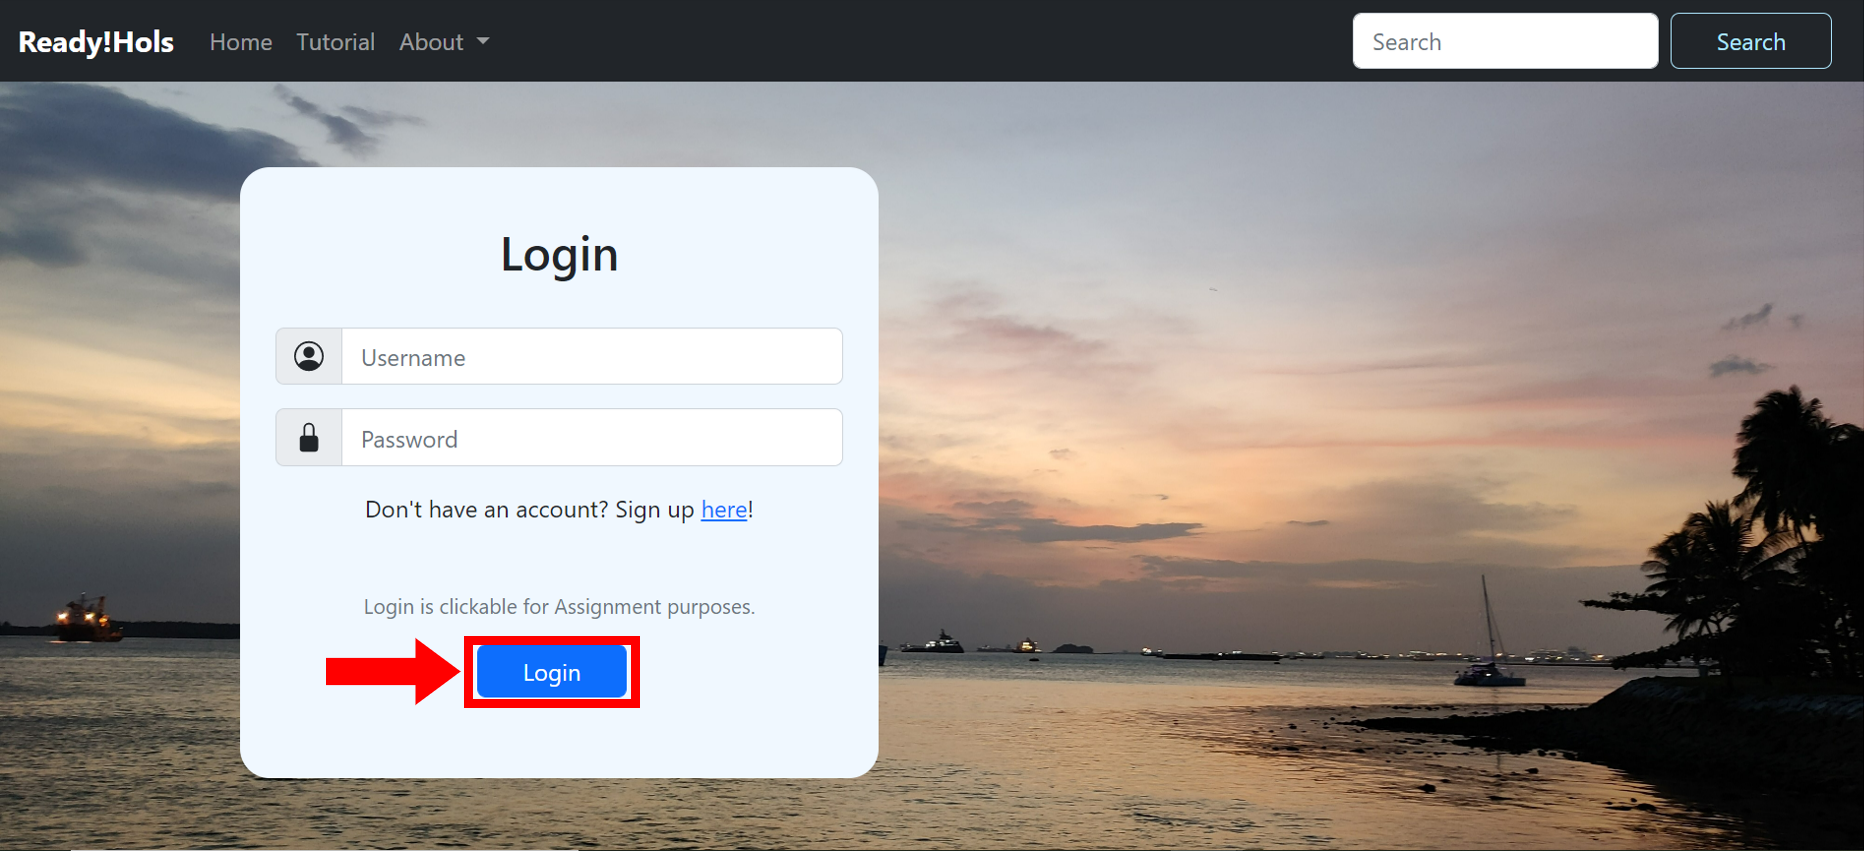 Ready!Hols Home Tutorial About Search Search
Login
Username
Password
Don't have an account? Sign up here!
Login is clickable for Assignment purposes.
Login